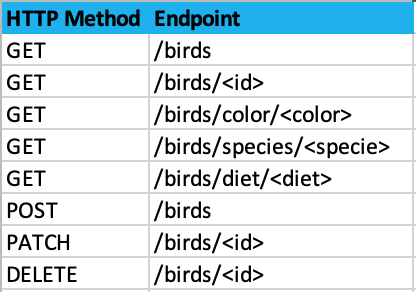 HTTP Method Endpoint
GET /birds
GET /birds/<id>
GET /birds/color/<color>
GET /birds/species/<specie>
GET /birds/diet/<diet>
POST /birds
PATCH /birds/<id>
DELETE /birds/<id>